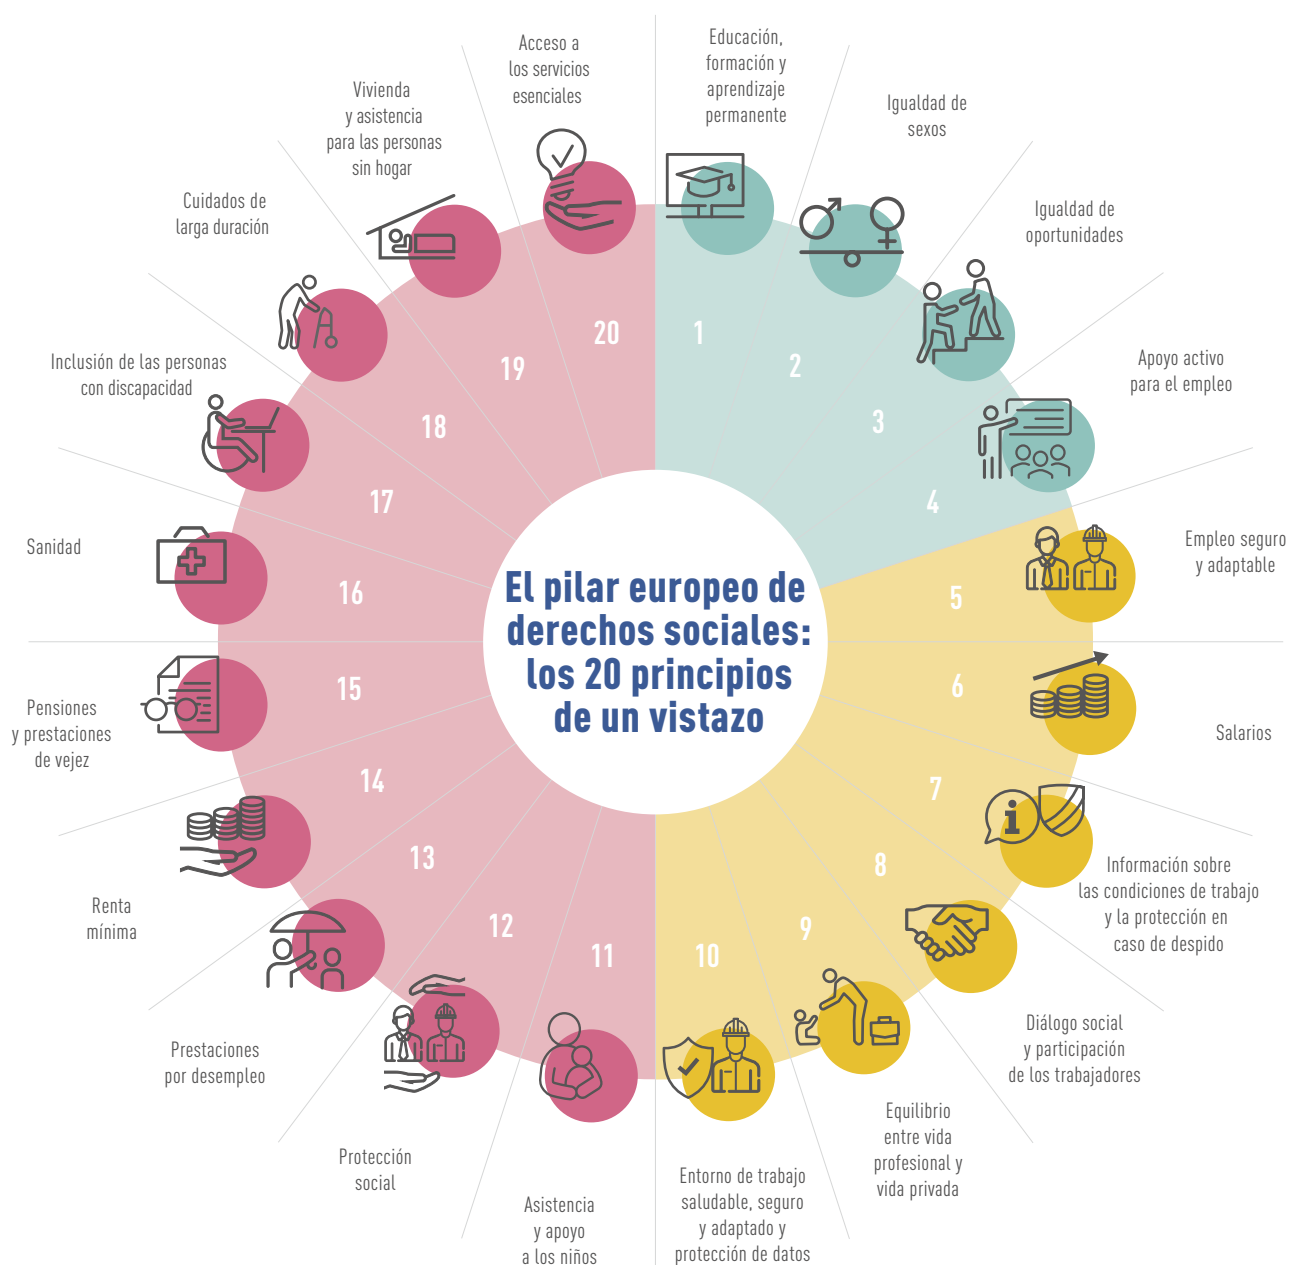 El pilar europeo de
derechos sociales:
los 20 principios
de un vistazo
1
Educación,
formación y
aprendizaje
permanente
2
Igualdad de
sexos
3
Igualdad de
oportunidades
4
Apoyo activo
para el empleo
5
Empleo seguro
y adaptable
6
Salarios
7
Información sobre
las condiciones de trabajo
y la protección en
caso de despido
8
Diálogo social
y participación
de los trabajadores
9
Equilibrio
entre vida
profesional y
vida privada
10
Entorno de trabajo
saludable, seguro
y adaptado y
protección de datos
11
Asistencia
y apoyo
a los niños
12
Protección
social
13
Prestaciones
por desempleo
14
Renta
mínima
15
Pensiones
y prestaciones
de vejez
16
Sanidad
17
Inclusión de las personas
con discapacidad
18
Cuidados de
larga duración
19
Vivienda
y asistencia
para las personas
sin hogar
20
Acceso a
los servicios
esenciales
i